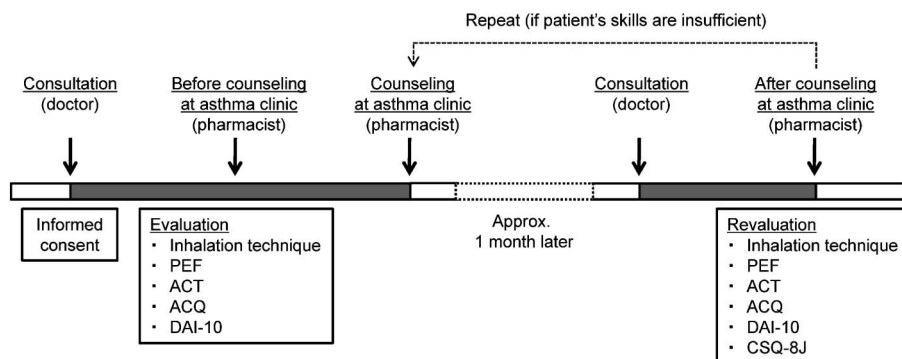 Repeat (if patient's skills are insufficient)
Consultation
(doctor)
Before counseling
at asthma clinic
(pharmacist)
Counseling
at asthma clinic
(pharmacist)
Consultation
(doctor)
After counseling
at asthma clinic
(pharmacist)
Informed
consent
Evaluation
・ Inhalation technique
・ PEF
・ ACT
・ ACQ
・ DAI-10
Approx.
1 month later
Revaluation
・ Inhalation technique
・ PEF
・ ACT
・ ACQ
・ DAI-10
・ CSQ-8J